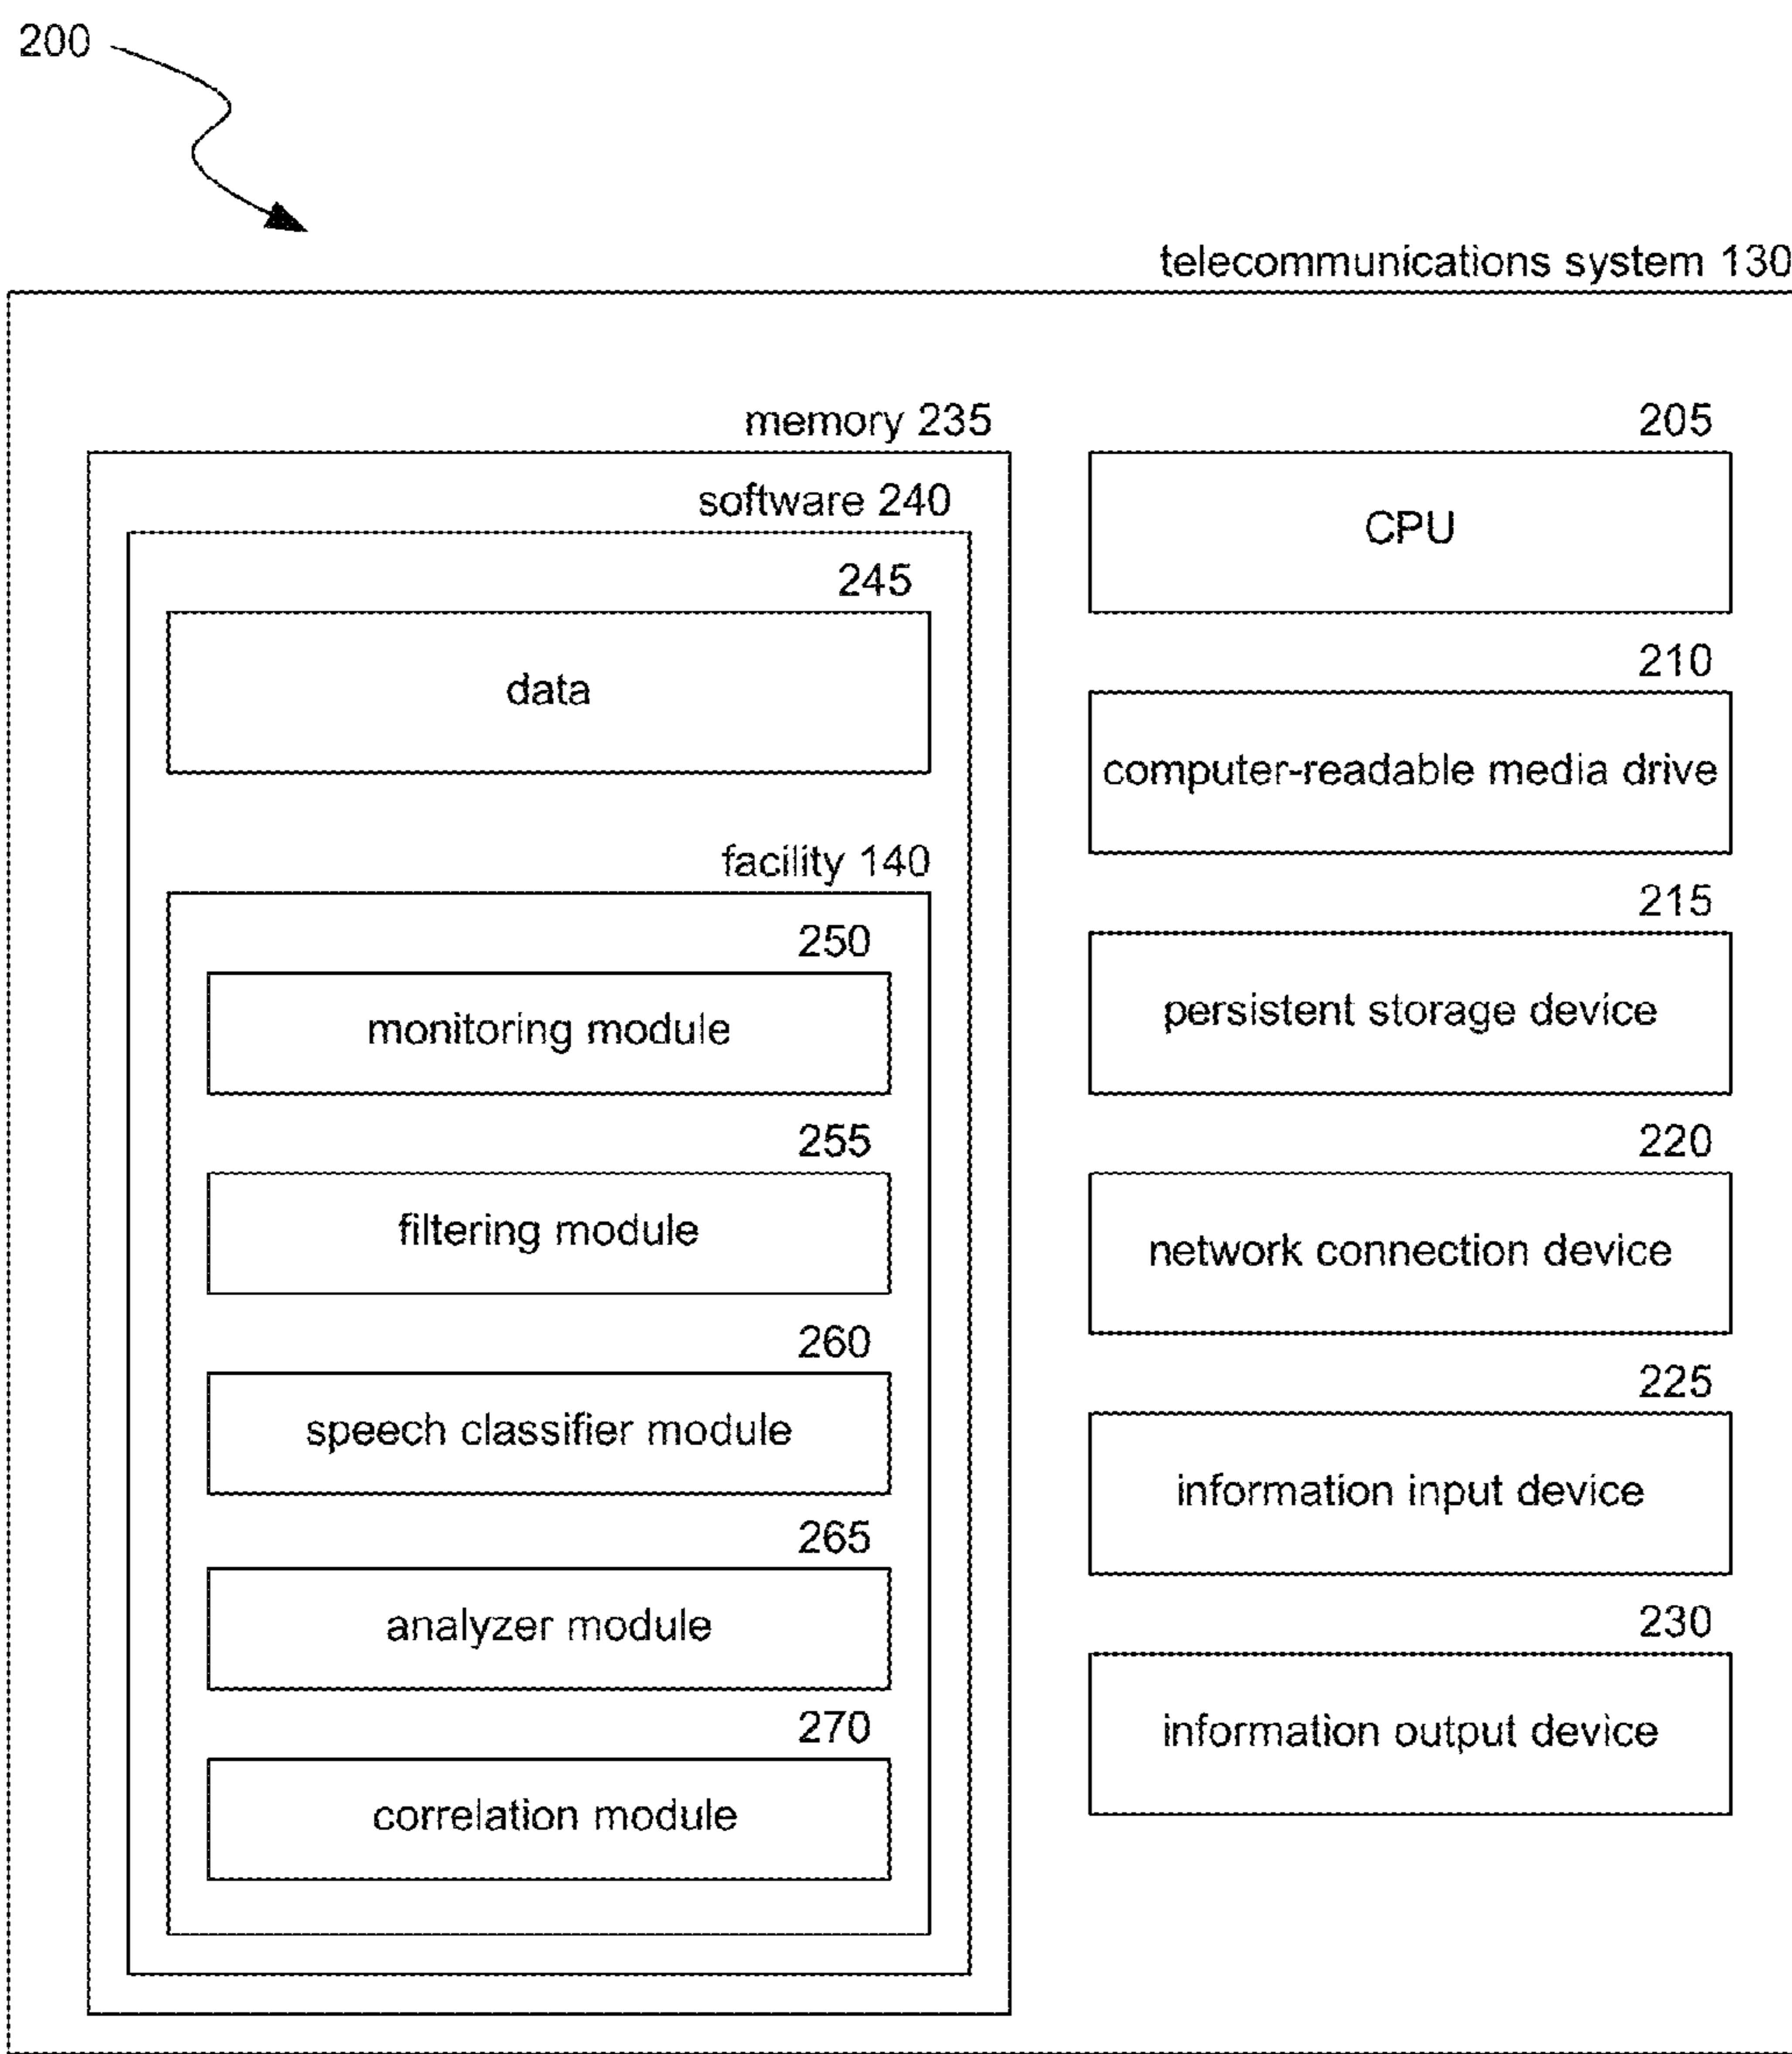 200
telecommunications system 130
memory 235
software 240
245
data
facility 140
250
monitoring module
255
filtering module
260
speech classifier module
265
analyzer module
270
correlation module
205
CPU
210
computer-readable media drive
215
persistent storage device
220
network connection device
225
information input device
230
information output device